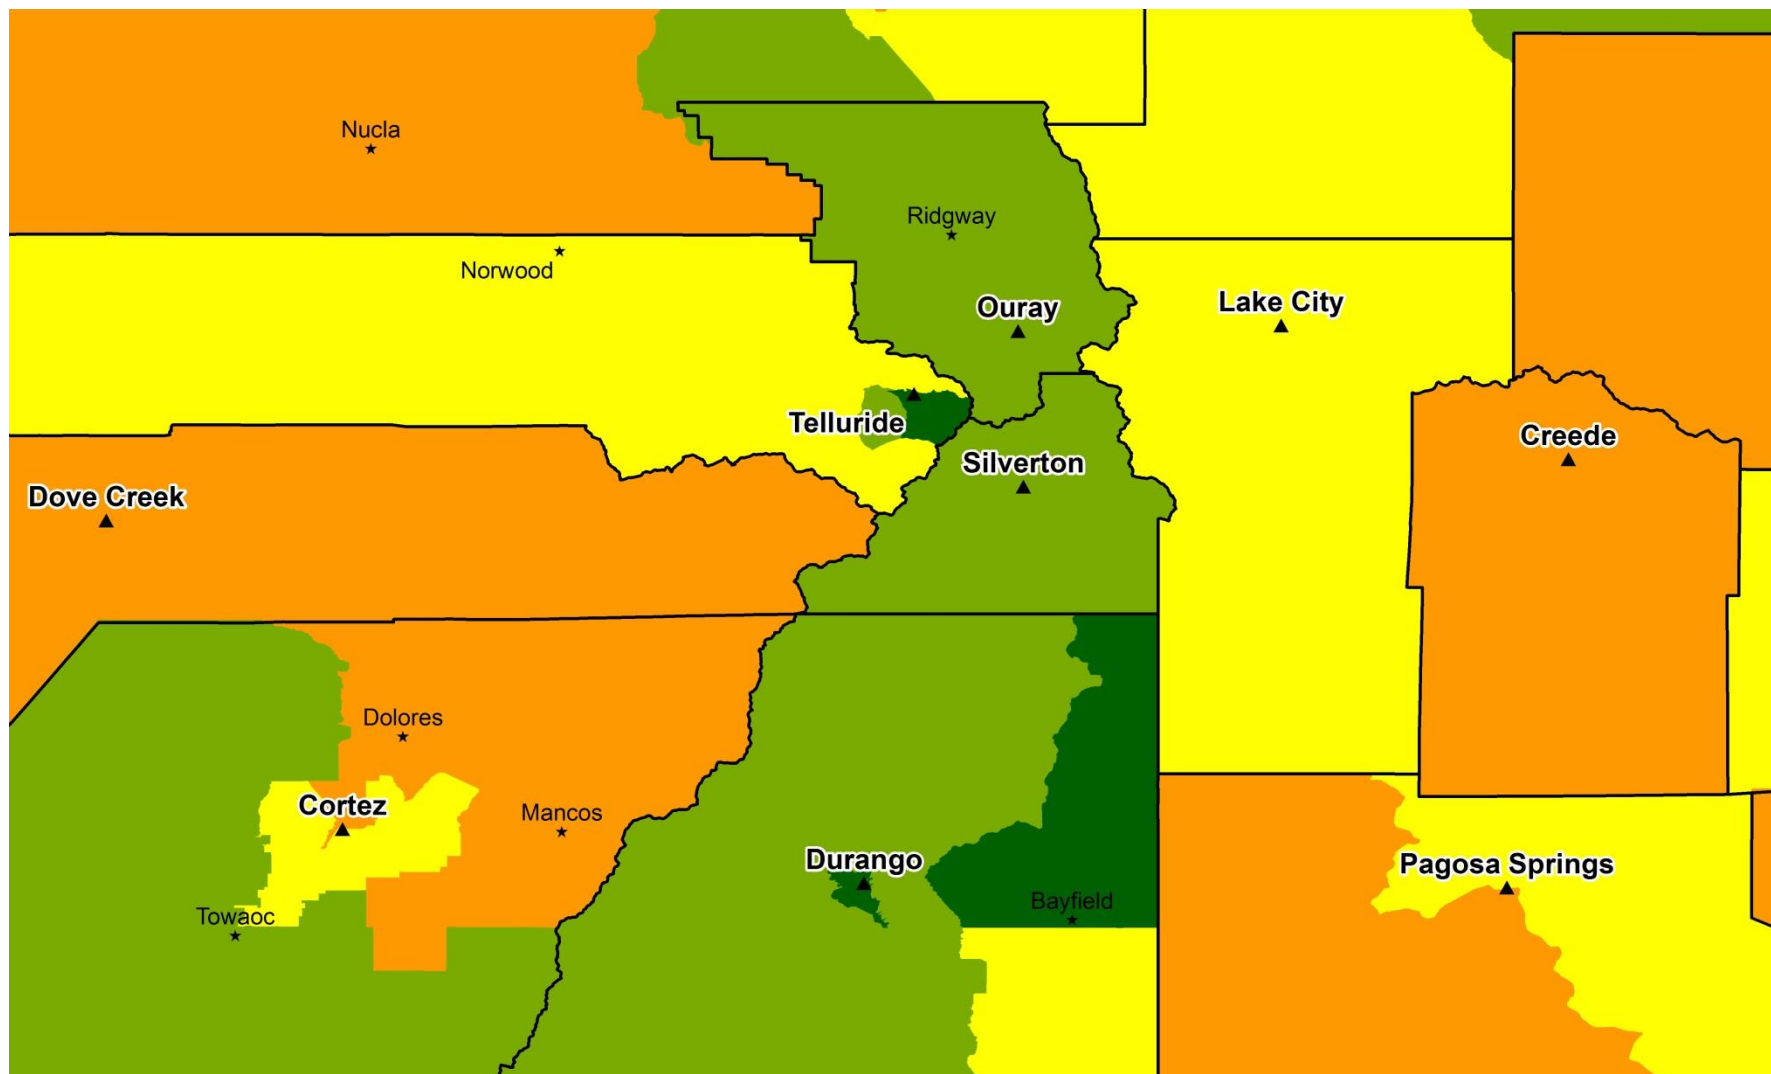 Nucla
Ridgway
Norwood
Ouray
Lake City
Telluride
Creede
Silverton
Dove Creek
Dolores
Cortez
Mancos
Durango
Pagosa Springs
Bayfield
Towaoc